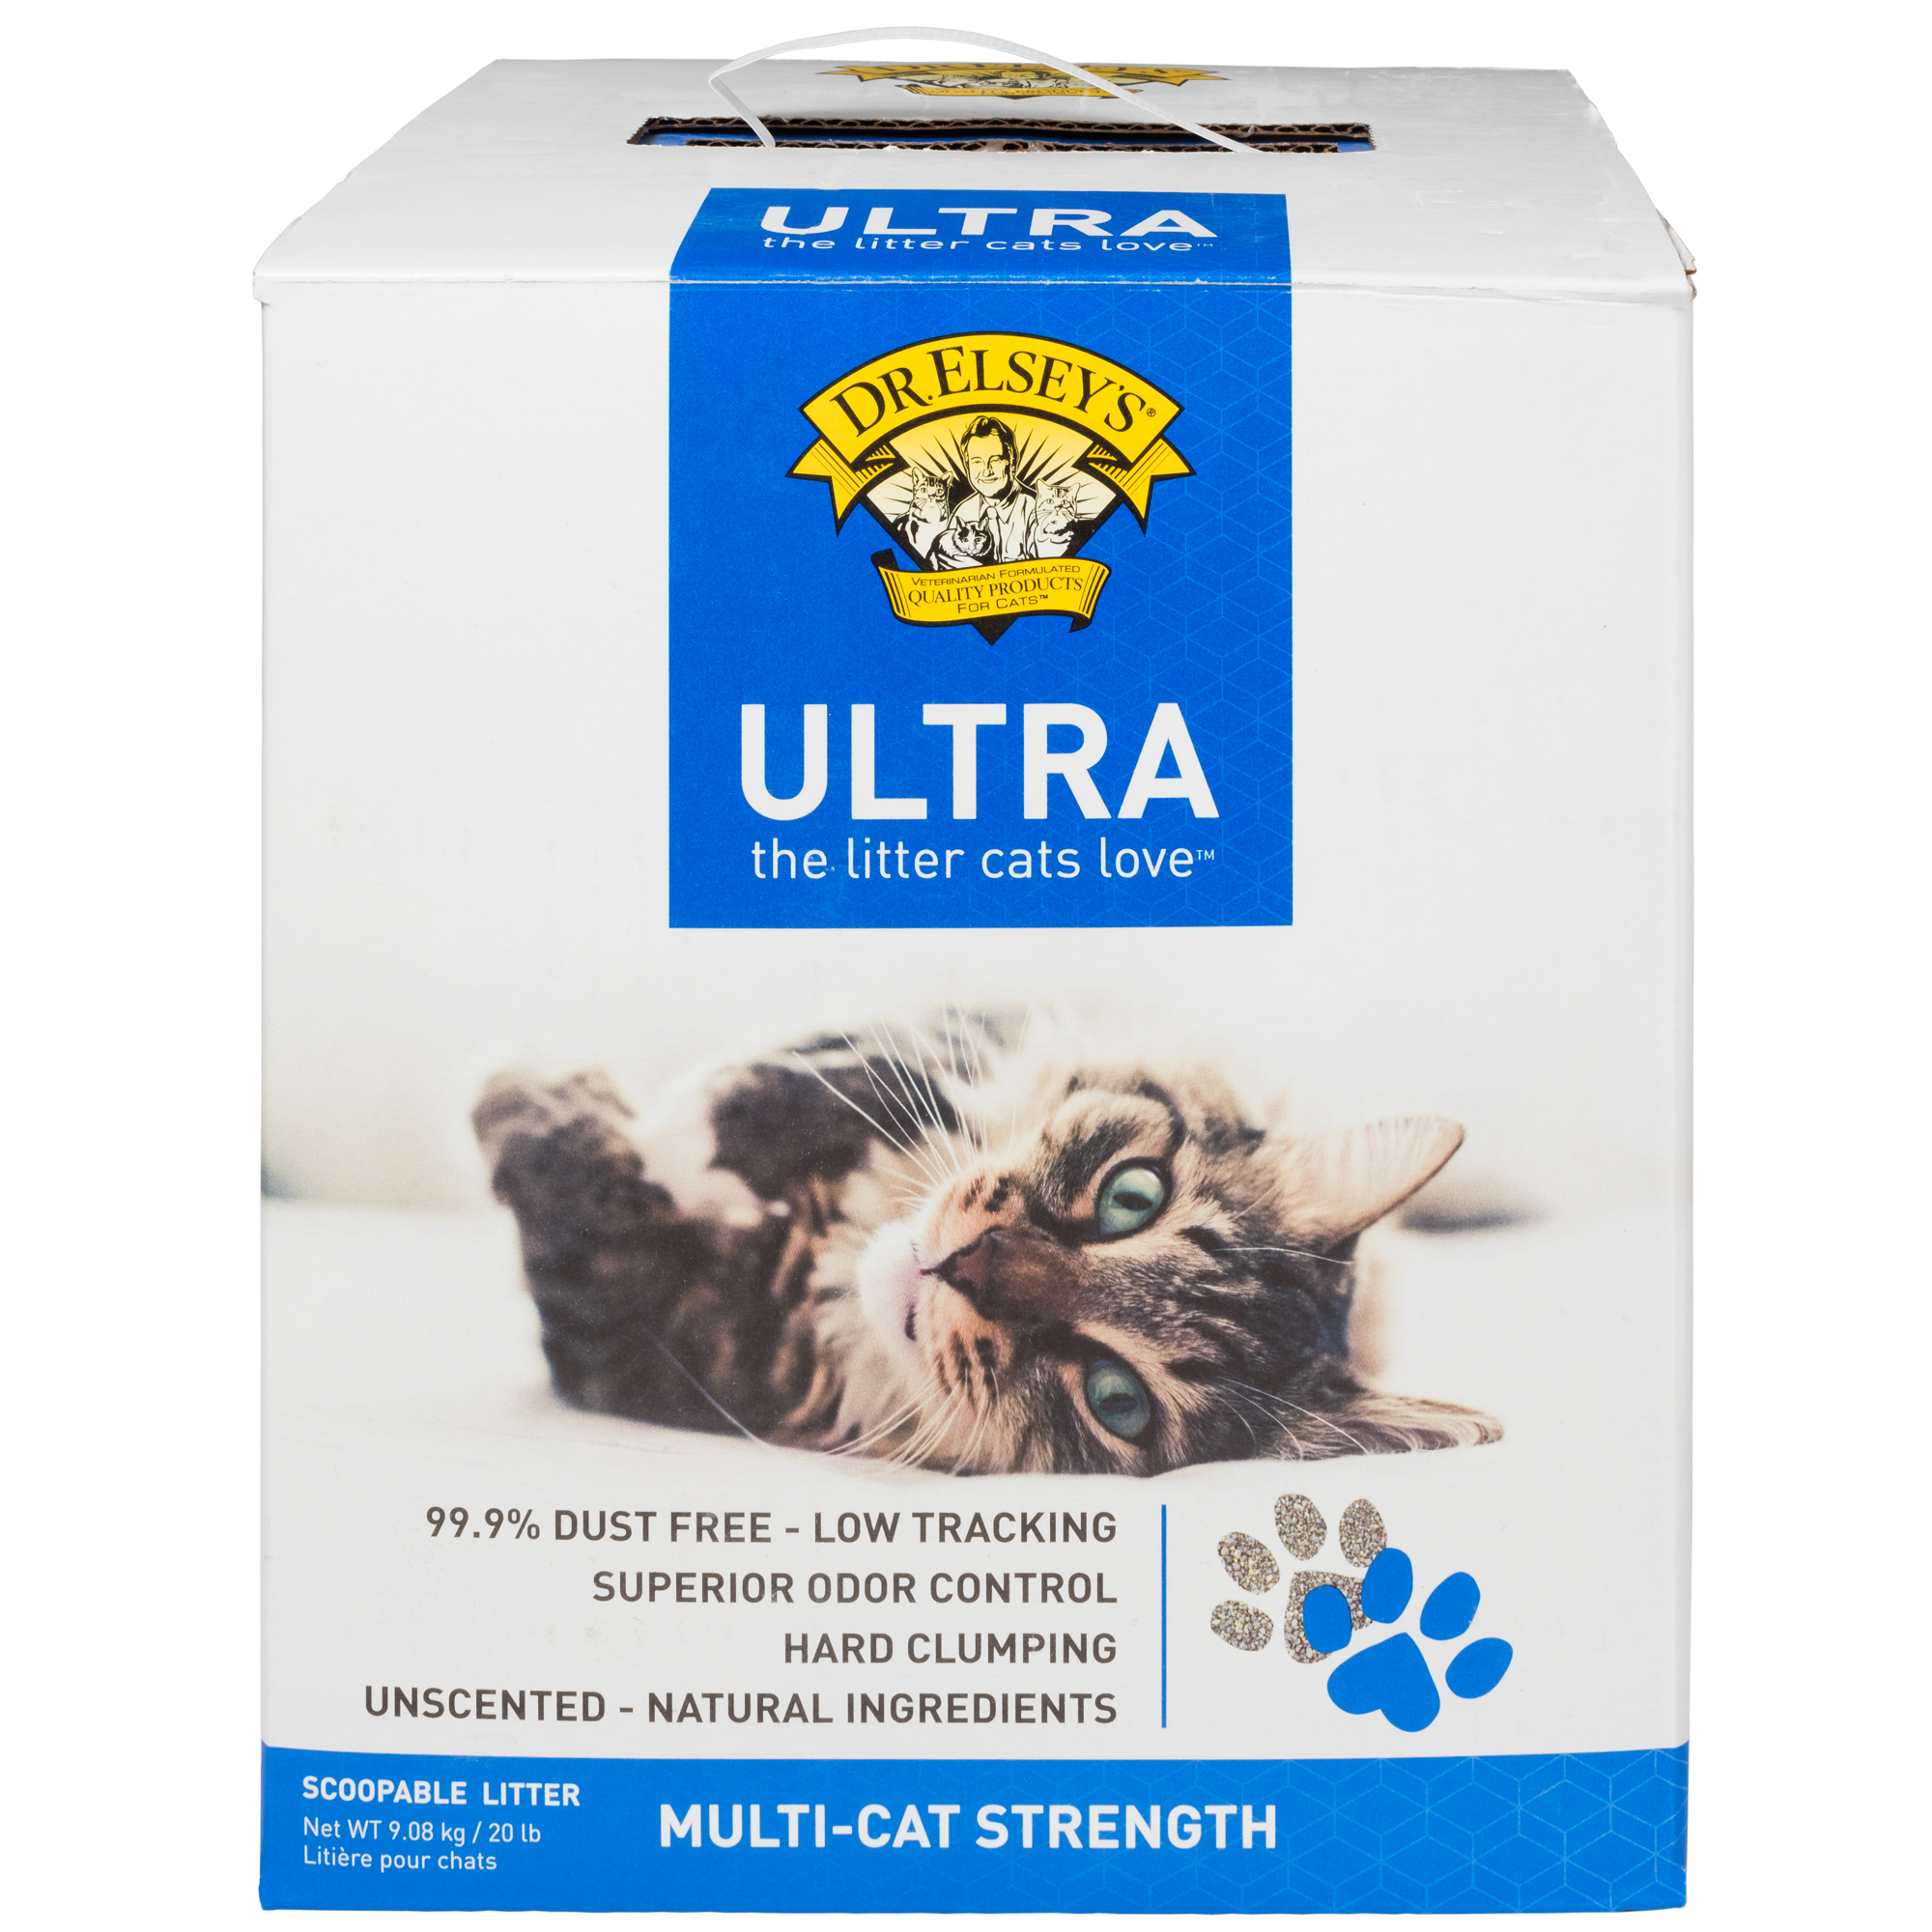 ULTRA
the litter cats love™
DR. ELSEY'S®
VETERINARIAN FORMULATED
QUALITY PRODUCTS
FOR CATS™
ULTRA
the litter cats love™
99.9% DUST FREE - LOW TRACKING
SUPERIOR ODOR CONTROL
HARD CLUMPING
UNSCENTED - NATURAL INGREDIENTS
SCOOPABLE LITTER
Net WT 9.08 kg / 20 lb
Litière pour chats
MULTI-CAT STRENGTH